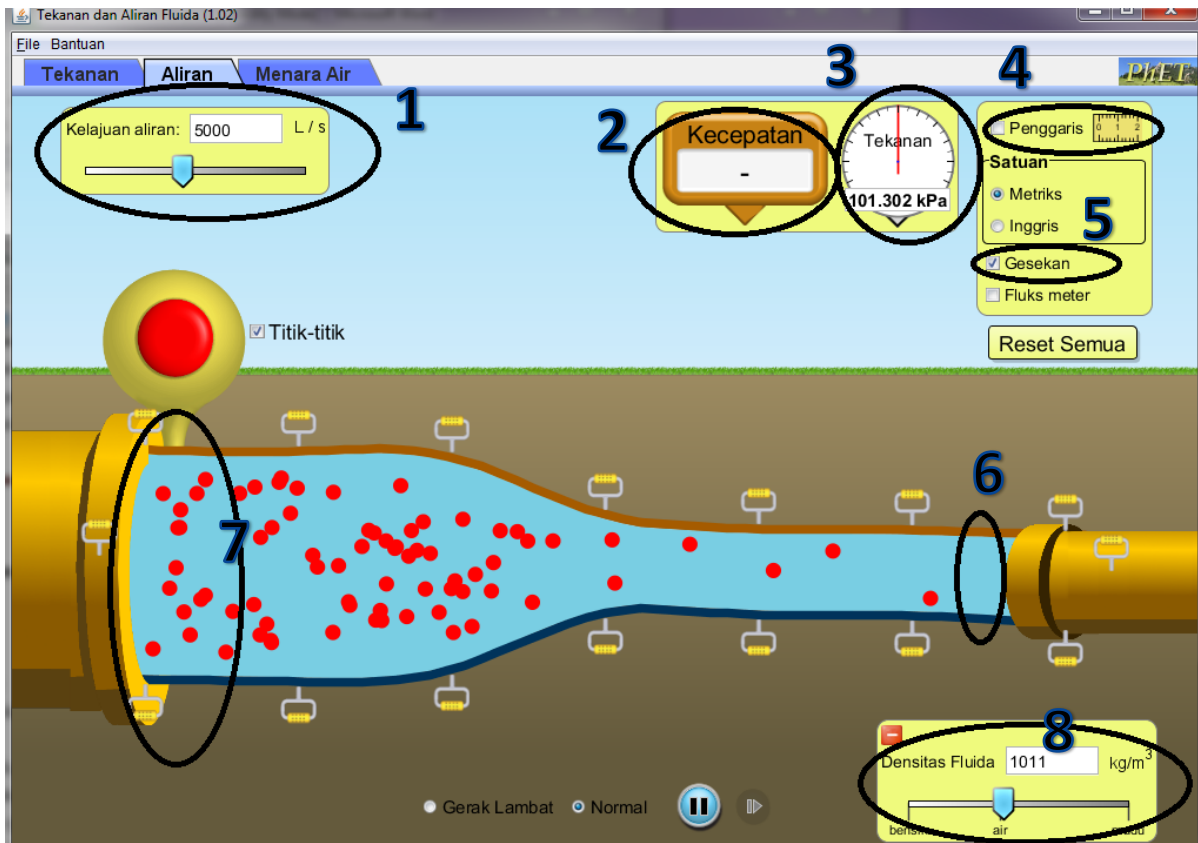 Tekanan dan Aliran Fluida (1.02)
File Bantuan
Tekanan Aliran Menara Air
PhET
1
Kelajuan aliran: 5000 L / s
2
Kecepatan
-
3
Tekanan
101.302 kPa
4
Penggaris 0 1 2
Satuan
Metriks
Inggris
5
Gesekan
Fluks meter
Reset Semua
Titik-titik
6
7
8
Densitas Fluida 1011 kg/m³
air
Gerak Lambat Normal